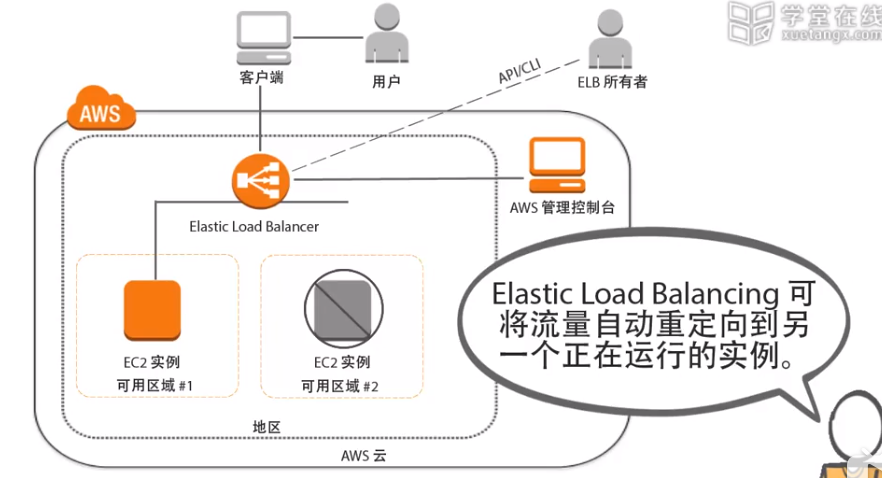 学堂在线
xuetangx.com
客户端
用户
API/CLI
ELB 所有者
AWS
AWS 管理控制台
Elastic Load Balancer
Elastic Load Balancing 可
将流量自动重定向到另
一个正在运行的实例。
EC2 实例
可用区域 #1
EC2 实例
可用区域 #2
地区
AWS 云